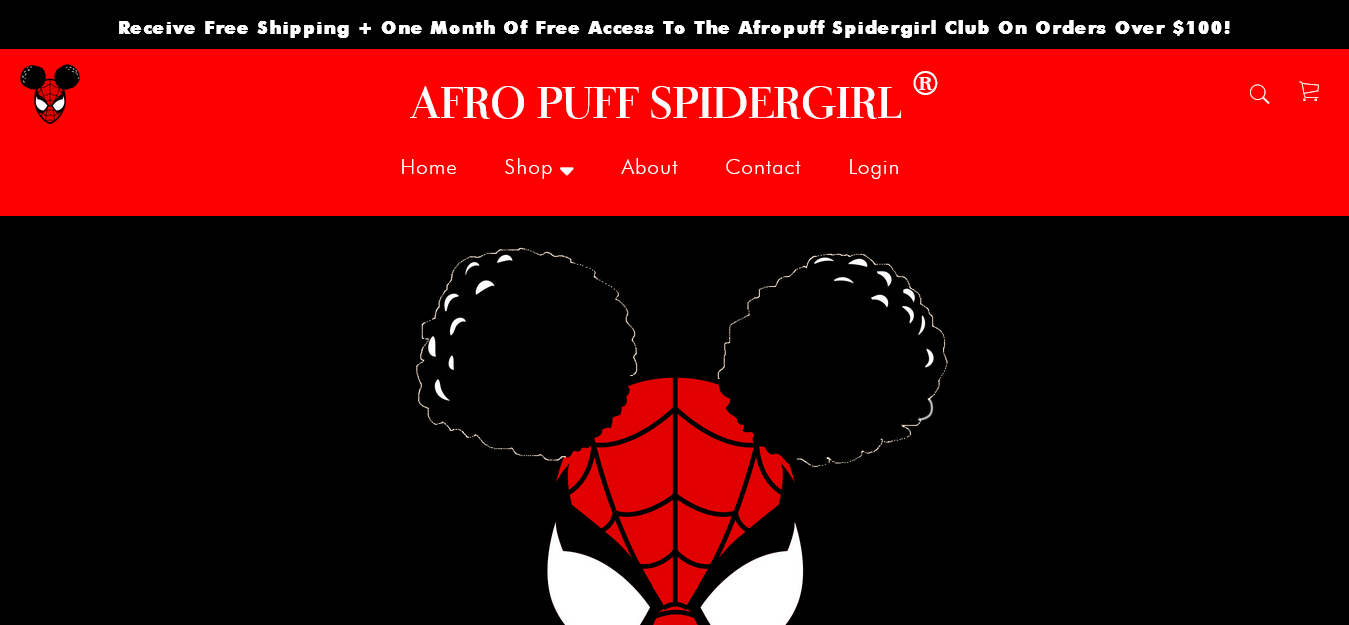 Receive Free Shipping + One Month Of Free Access To The Afropuff Spidergirl Club On Orders Over $100!
AFRO PUFF SPIDERGIRL ®
Home Shop About Contact Login